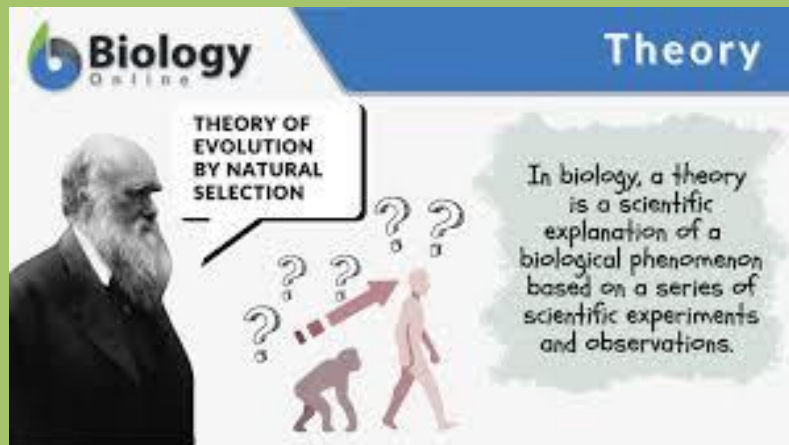 Biology
Online
Theory
THEORY OF
EVOLUTION
BY NATURAL
SELECTION
? ? ? ? ?
In biology, a theory
is a scientific
explanation of a
biological phenomenon
based on a series of
scientific experiments
and observations.